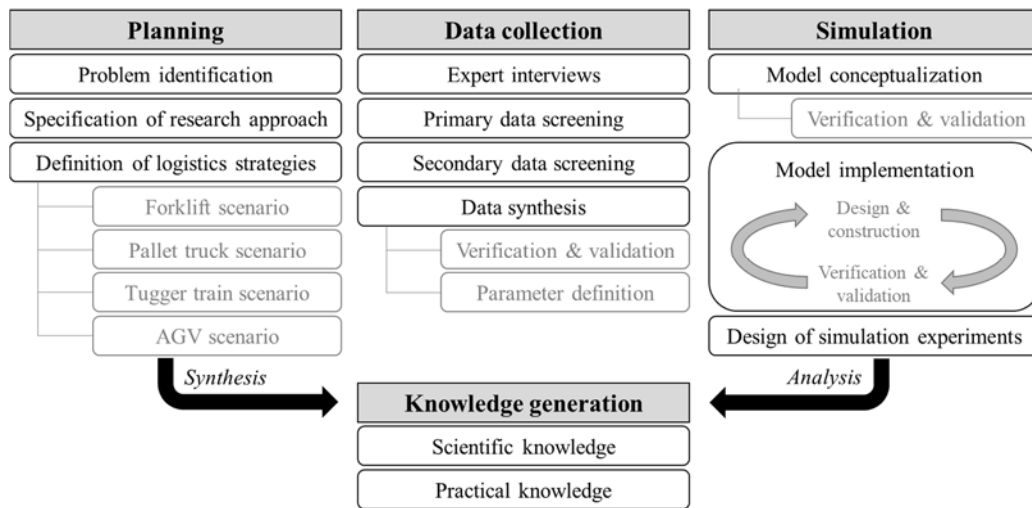 Planning
Problem identification
Specification of research approach
Definition of logistics strategies
Forklift scenario
Pallet truck scenario
Tugger train scenario
AGV scenario
Synthesis
Data collection
Expert interviews
Primary data screening
Secondary data screening
Data synthesis
Verification & validation
Parameter definition
Simulation
Model conceptualization
Verification & validation
Model implementation
Design &
construction
Verification &
validation
Design of simulation experiments
Analysis
Knowledge generation
Scientific knowledge
Practical knowledge